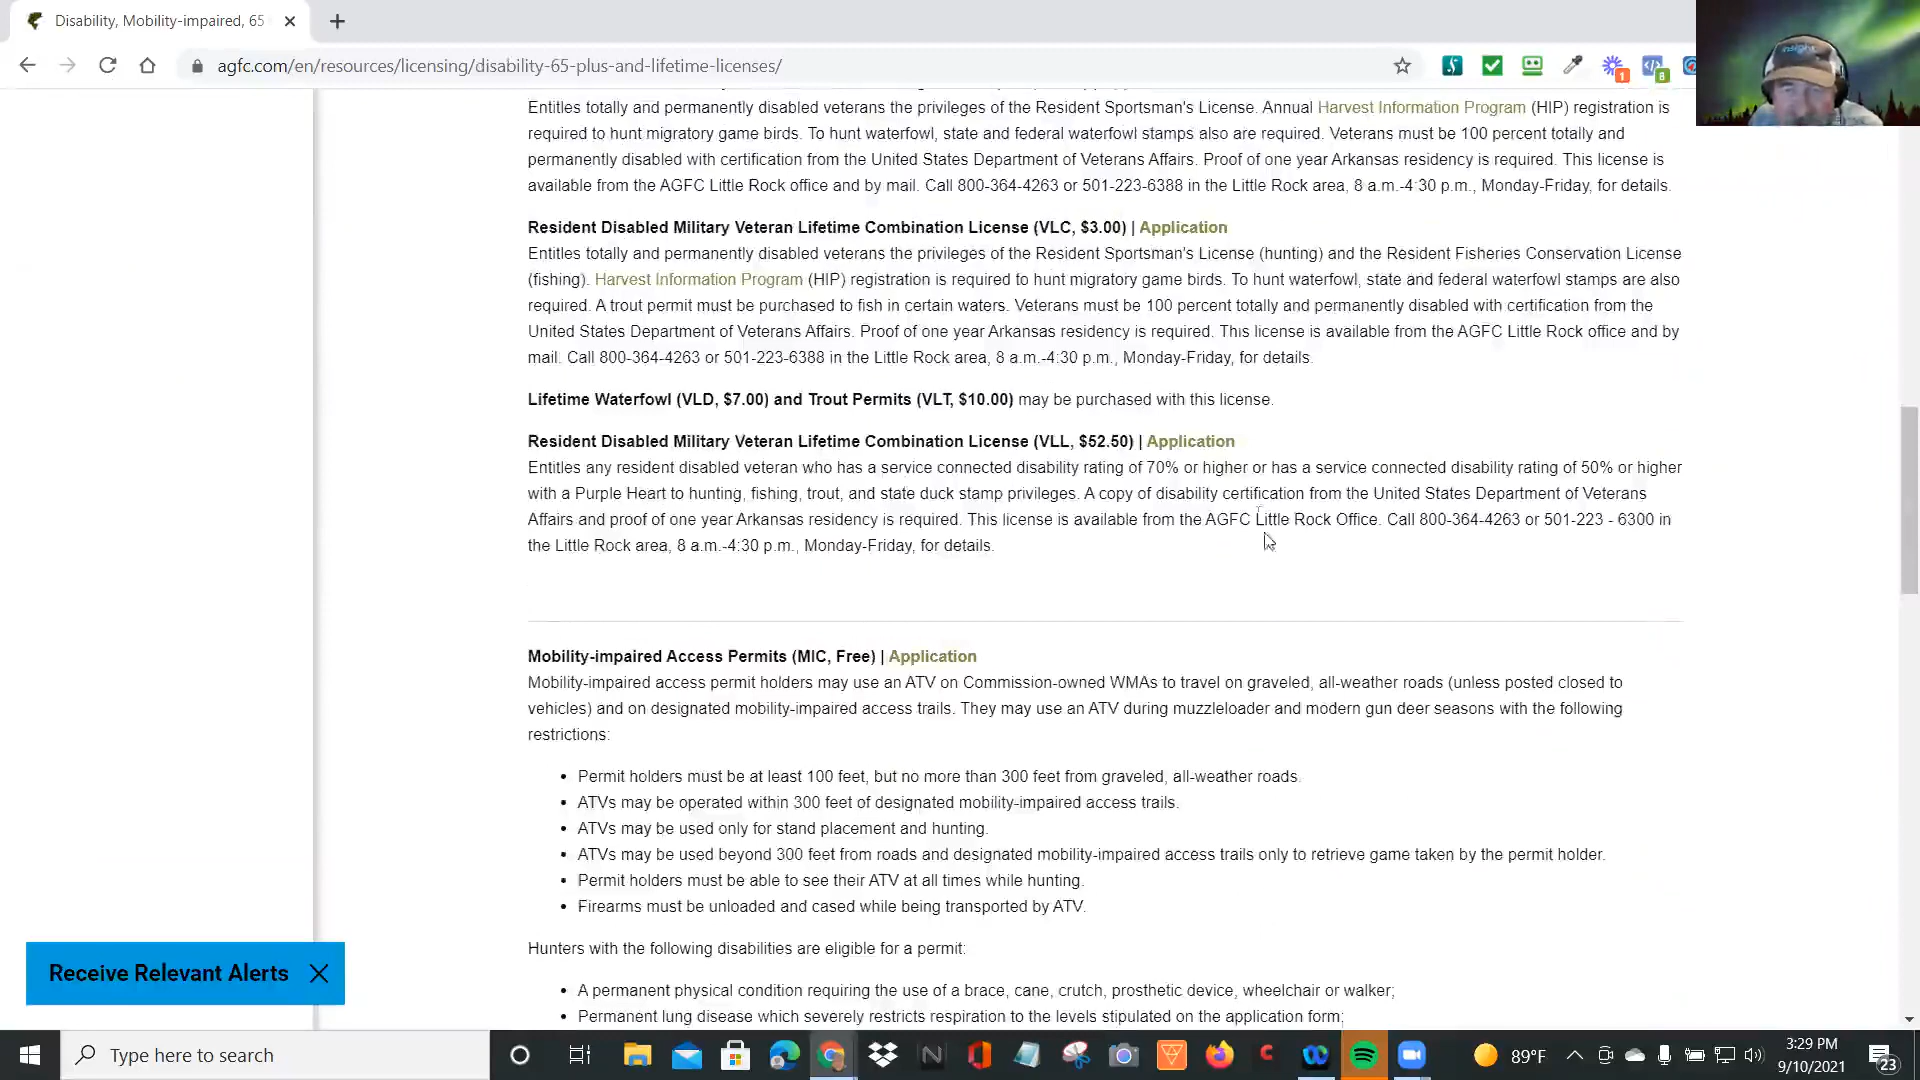 Disability, Mobility-impaired, 65
agfc.com/en/resources/licensing/disability-65-plus-and-lifetime-licenses/
Entitles totally and permanently disabled veterans the privileges of the Resident Sportsman's License. Annual Harvest Information Program (HIP) registration is
required to hunt migratory game birds. To hunt waterfowl, state and federal waterfowl stamps also are required. Veterans must be 100 percent totally and
permanently disabled with certification from the United States Department of Veterans Affairs. Proof of one year Arkansas residency is required. This license is
available from the AGFC Little Rock office and by mail. Call 800-364-4263 or 501-223-6388 in the Little Rock area, 8 a.m.-4:30 p.m., Monday-Friday, for details.
Resident Disabled Military Veteran Lifetime Combination License (VLC, $3.00) | Application
Entitles totally and permanently disabled veterans the privileges of the Resident Sportsman's License (hunting) and the Resident Fisheries Conservation License
(fishing). Harvest Information Program (HIP) registration is required to hunt migratory game birds. To hunt waterfowl, state and federal waterfowl stamps are also
required. A trout permit must be purchased to fish in certain waters. Veterans must be 100 percent totally and permanently disabled with certification from the
United States Department of Veterans Affairs. Proof of one year Arkansas residency is required. This license is available from the AGFC Little Rock office and by
mail. Call 800-364-4263 or 501-223-6388 in the Little Rock area, 8 a.m.-4:30 p.m., Monday-Friday, for details.
Lifetime Waterfowl (VLD, $7.00) and Trout Permits (VLT, $10.00) may be purchased with this license.
Resident Disabled Military Veteran Lifetime Combination License (VLL, $52.50) | Application
Entitles any resident disabled veteran who has a service connected disability rating of 70% or higher or has a service connected disability rating of 50% or higher
with a Purple Heart to hunting, fishing, trout, and state duck stamp privileges. A copy of disability certification from the United States Department of Veterans
Affairs and proof of one year Arkansas residency is required. This license is available from the AGFC Little Rock Office. Call 800-364-4263 or 501-223 - 6300 in
the Little Rock area, 8 a.m.-4:30 p.m., Monday-Friday, for details.
Mobility-impaired Access Permits (MIC, Free) | Application
Mobility-impaired access permit holders may use an ATV on Commission-owned WMAs to travel on graveled, all-weather roads (unless posted closed to
vehicles) and on designated mobility-impaired access trails. They may use an ATV during muzzleloader and modern gun deer seasons with the following
restrictions:
• Permit holders must be at least 100 feet, but no more than 300 feet from graveled, all-weather roads.
• ATVs may be operated within 300 feet of designated mobility-impaired access trails.
• ATVs may be used only for stand placement and hunting.
• ATVs may be used beyond 300 feet from roads and designated mobility-impaired access trails only to retrieve game taken by the permit holder.
• Permit holders must be able to see their ATV at all times while hunting.
• Firearms must be unloaded and cased while being transported by ATV.
Hunters with the following disabilities are eligible for a permit:
• A permanent physical condition requiring the use of a brace, cane, crutch, prosthetic device, wheelchair or walker;
• Permanent lung disease which severely restricts respiration to the levels stipulated on the application form;
Receive Relevant Alerts
Type here to search
89°F
3:29 PM
9/10/2021
23